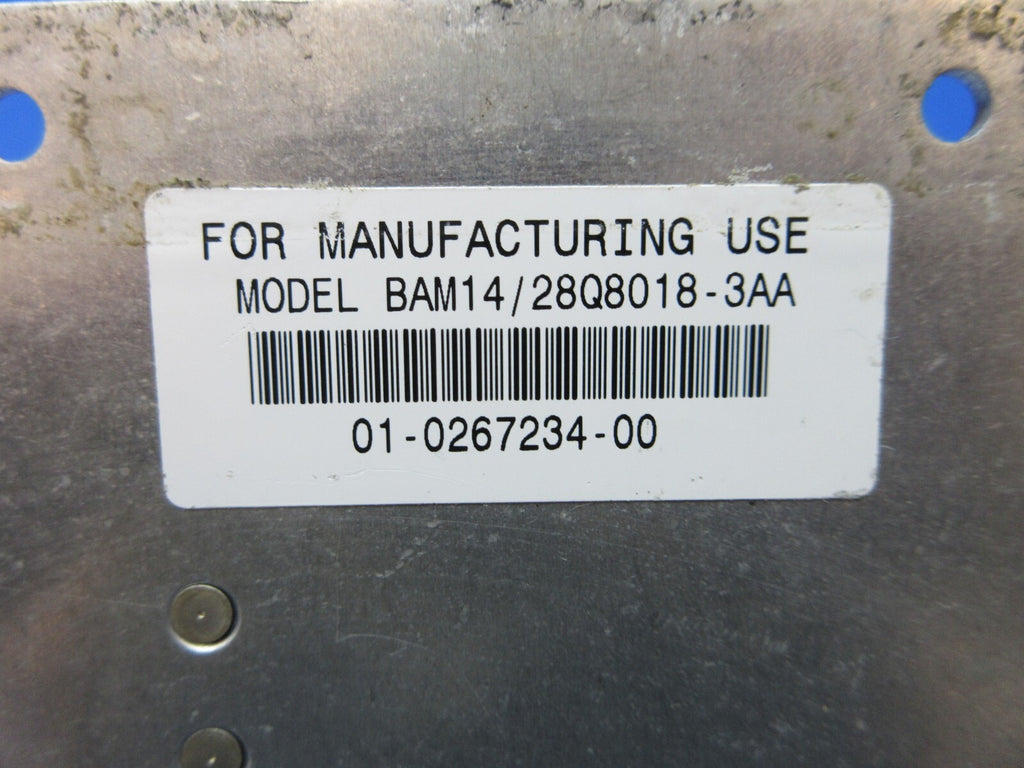 FOR MANUFACTURING USE
MODEL BAM14/28Q8018-3AA
01-0267234-00